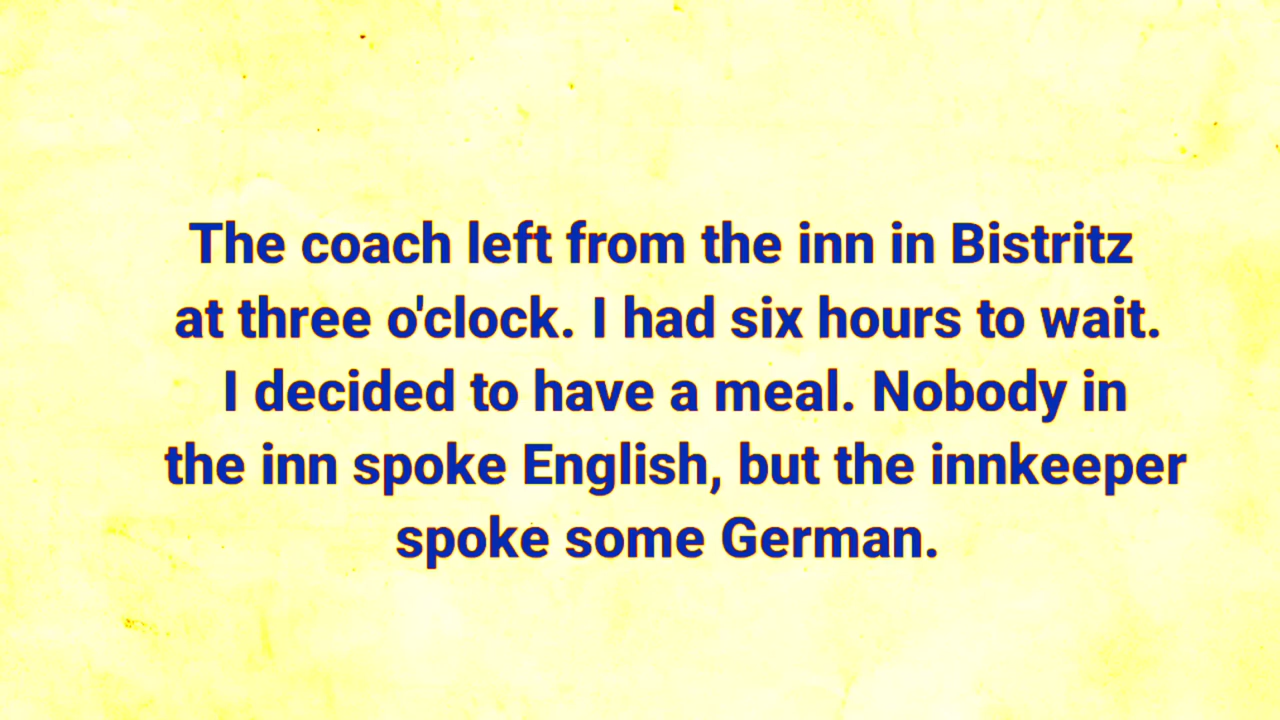 The coach left from the inn in Bistritz
at three o'clock. I had six hours to wait.
I decided to have a meal. Nobody in
the inn spoke English, but the innkeeper
spoke some German.